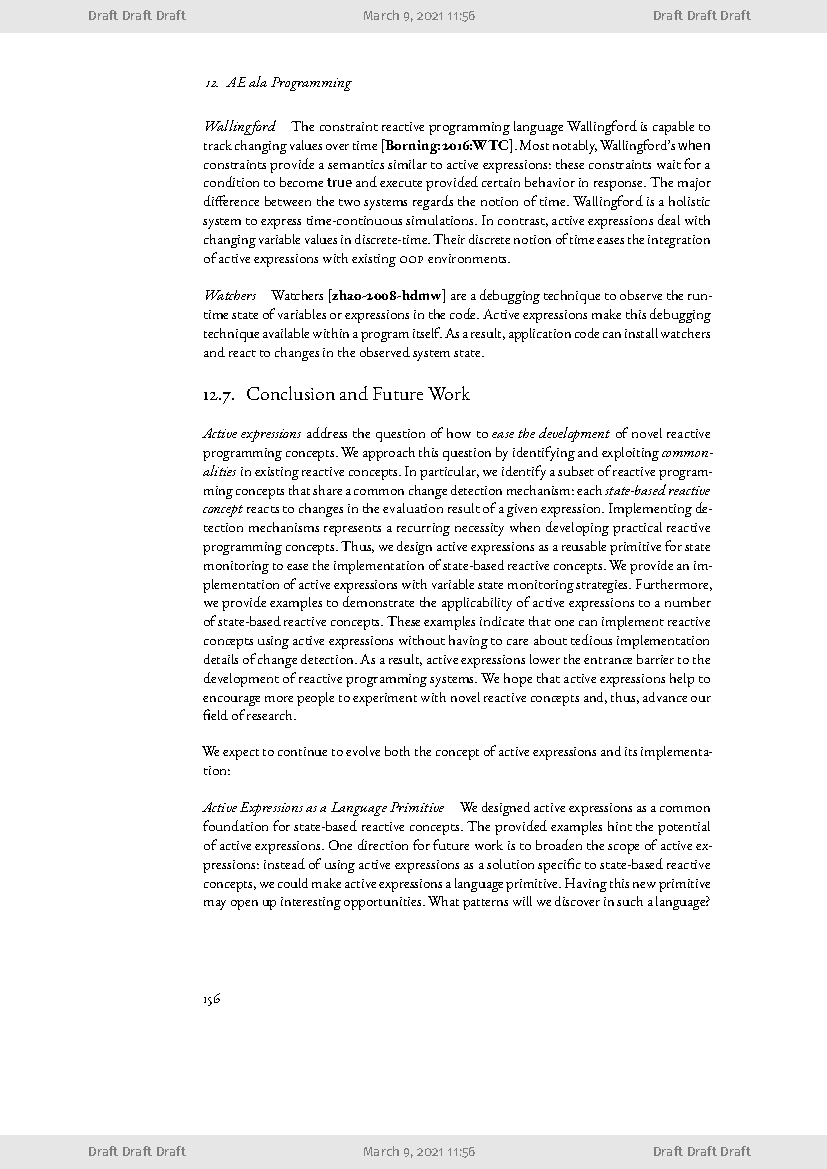 Draft Draft Draft March 9, 2021 11:56 Draft Draft Draft
12. AE ala Programming
Wallingford The constraint reactive programming language Wallingford is capable to
track changing values over time [Borning:2016:WTC]. Most notably, Wallingford's when
constraints provide a semantics similar to active expressions: these constraints wait for a
condition to become true and execute provided certain behavior in response. The major
difference between the two systems regards the notion of time. Wallingford is a holistic
system to express time-continuous simulations. In contrast, active expressions deal with
changing variable values in discrete-time. Their discrete notion of time eases the integration
of active expressions with existing OOP environments.
Watchers Watchers [zhao-2008-hdmw] are a debugging technique to observe the run-
time state of variables or expressions in the code. Active expressions make this debugging
technique available within a program itself. As a result, application code can install watchers
and react to changes in the observed system state.
12.7. Conclusion and Future Work
Active expressions address the question of how to ease the development of novel reactive
programming concepts. We approach this question by identifying and exploiting common-
alities in existing reactive concepts. In particular, we identify a subset of reactive program-
ming concepts that share a common change detection mechanism: each state-based reactive
concept reacts to changes in the evaluation result of a given expression. Implementing de-
tection mechanisms represents a recurring necessity when developing practical reactive
programming concepts. Thus, we design active expressions as a reusable primitive for state
monitoring to ease the implementation of state-based reactive concepts. We provide an im-
plementation of active expressions with variable state monitoring strategies. Furthermore,
we provide examples to demonstrate the applicability of active expressions to a number
of state-based reactive concepts. These examples indicate that one can implement reactive
concepts using active expressions without having to care about tedious implementation
details of change detection. As a result, active expressions lower the entrance barrier to the
development of reactive programming systems. We hope that active expressions help to
encourage more people to experiment with novel reactive concepts and, thus, advance our
field of research.
We expect to continue to evolve both the concept of active expressions and its implementa-
tion:
Active Expressions as a Language Primitive We designed active expressions as a common
foundation for state-based reactive concepts. The provided examples hint the potential
of active expressions. One direction for future work is to broaden the scope of active ex-
pressions: instead of using active expressions as a solution specific to state-based reactive
concepts, we could make active expressions a language primitive. Having this new primitive
may open up interesting opportunities. What patterns will we discover in such a language?
156
Draft Draft Draft March 9, 2021 11:56 Draft Draft Draft